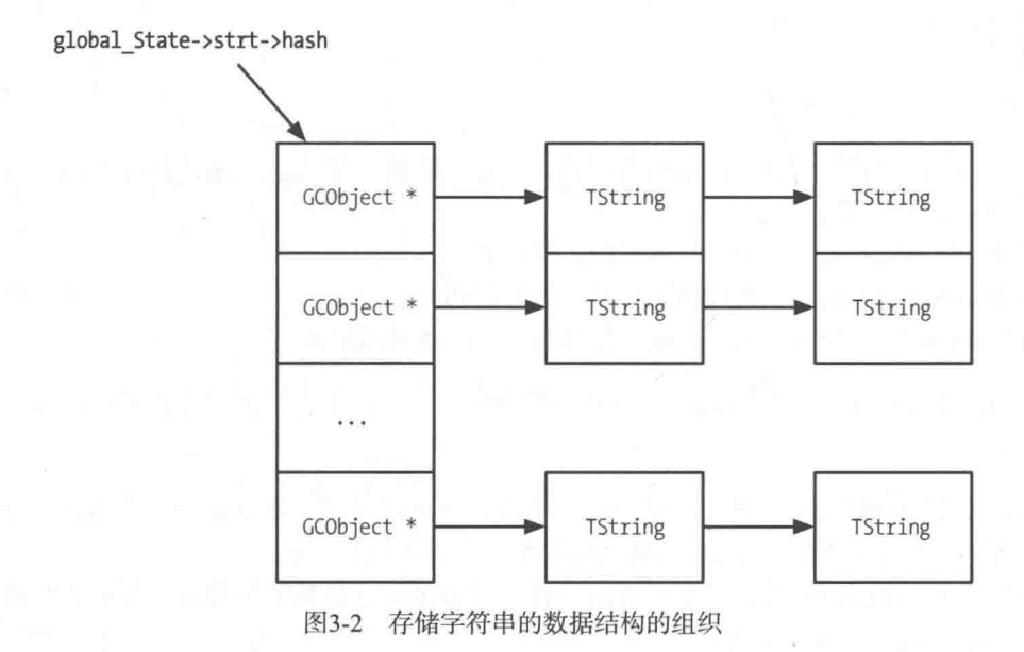 global_State->strt->hash
GCObject * TString TString
GCObject * TString TString
...
GCObject * TString TString
图3-2 存储字符串的数据结构的组织